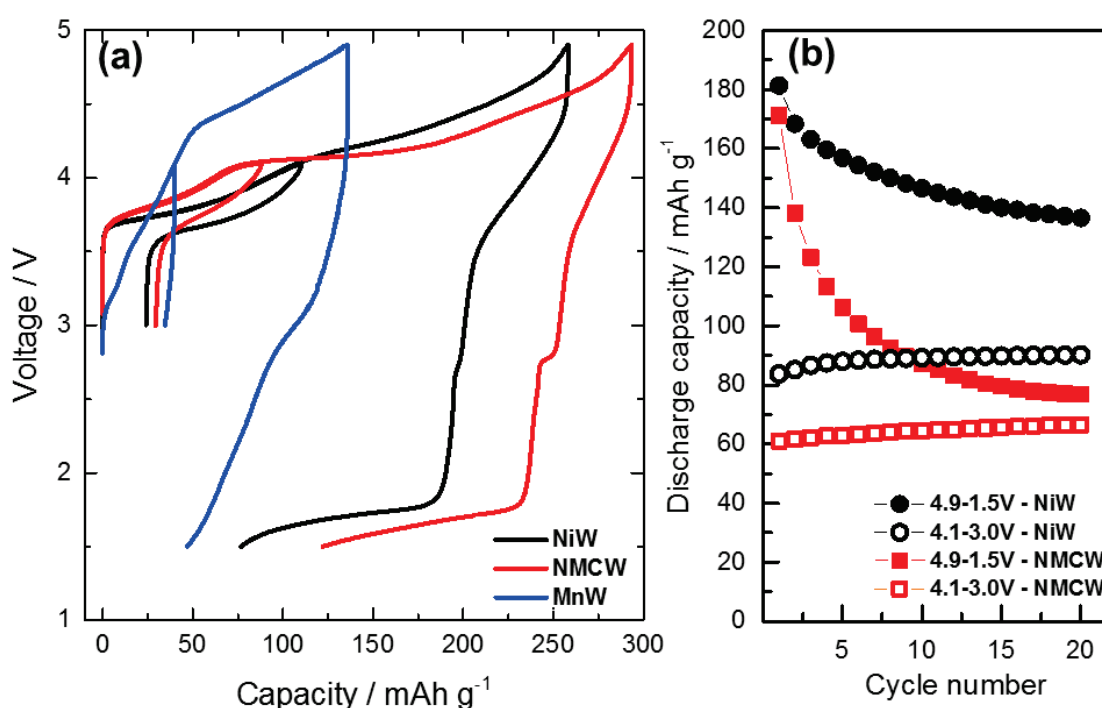 (a)
5
4
3
2
1
Voltage / V
0
50
100
150
200
250
300
Capacity / mAh g⁻¹
NiW
NMCW
MnW
(b)
200
180
160
140
120
100
80
60
40
20
0
Discharge capacity / mAh g⁻¹
5
10
15
20
Cycle number
4.9-1.5V - NiW
4.1-3.0V - NiW
4.9-1.5V - NMCW
4.1-3.0V - NMCW